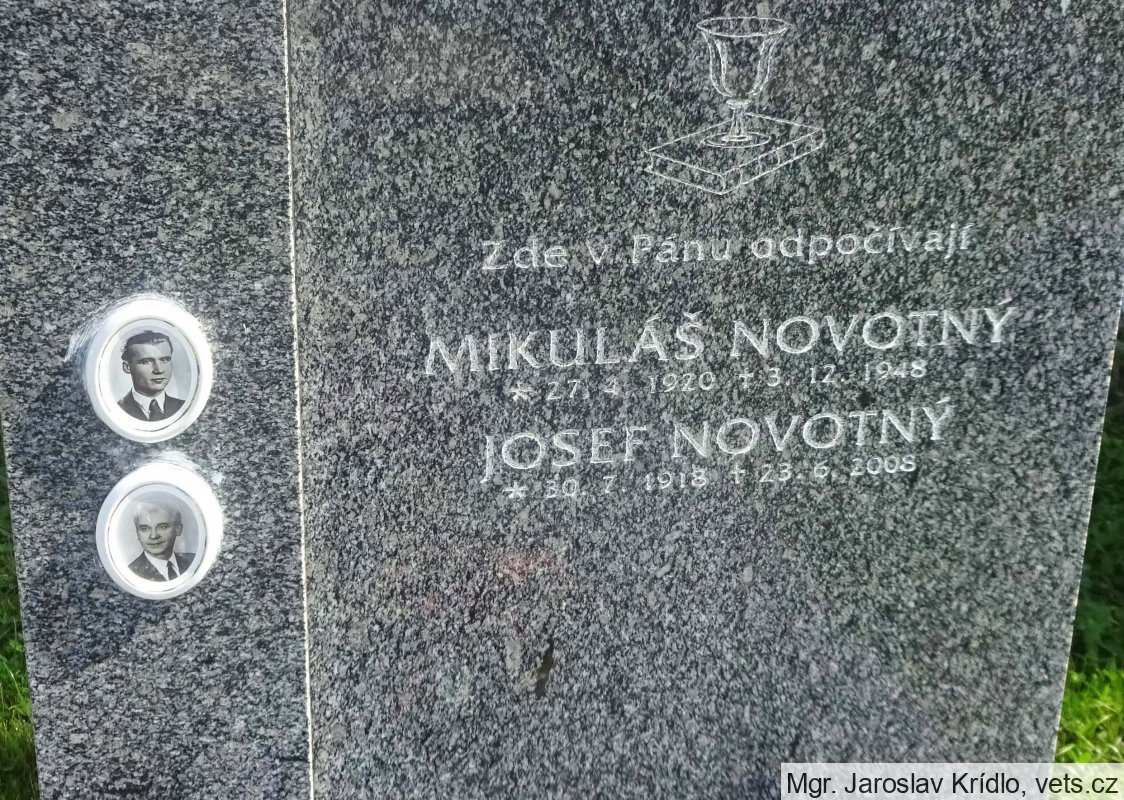 Zde v Pánu odpočívají
MIKULÁŠ NOVOTNÝ
* 27. 4. 1920 † 3. 12. 1948
JOSEF NOVOTNÝ
* 30. 7. 1918 † 23. 6. 2008
Mgr. Jaroslav Krídlo, vets.cz